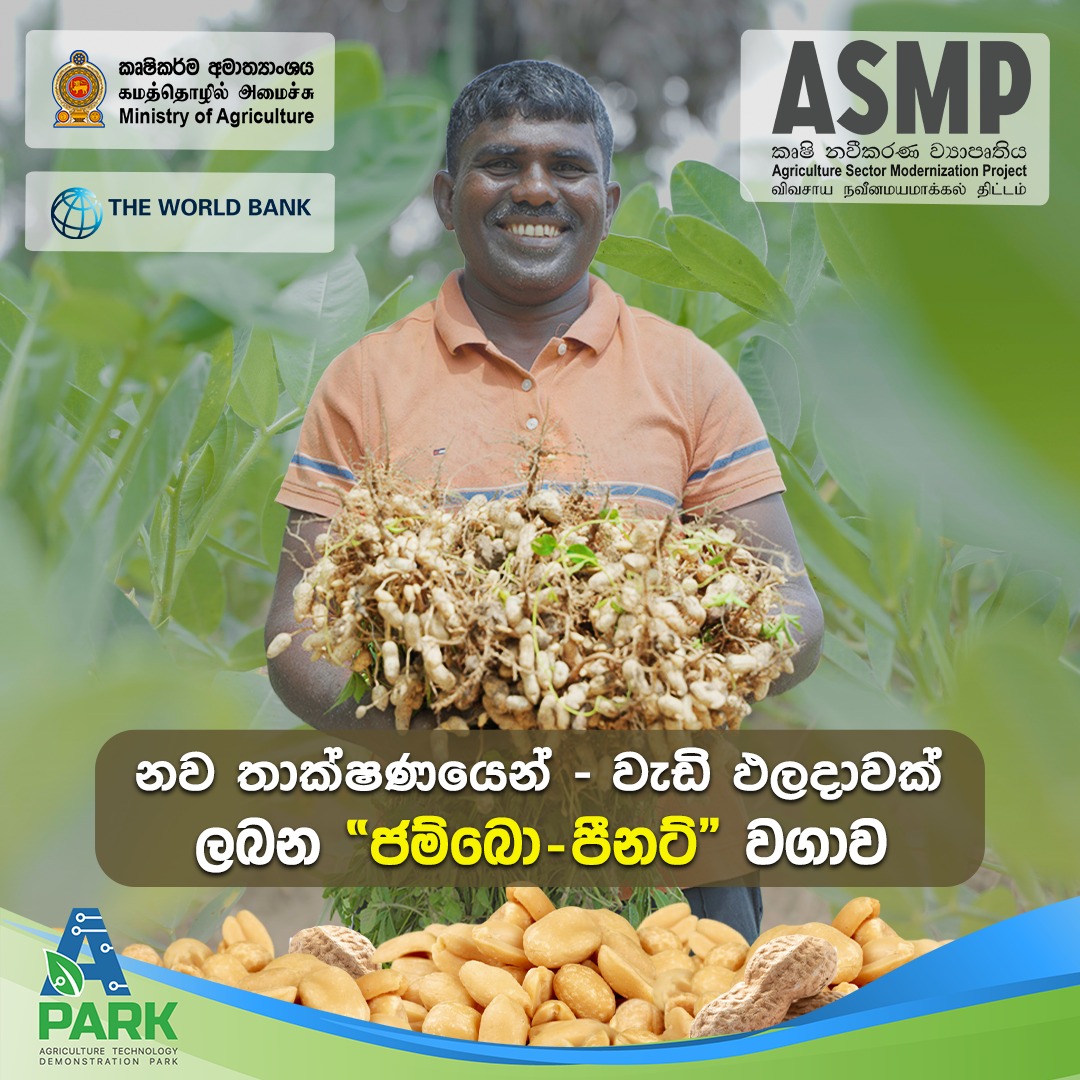 කෘෂිකර්ම අමාත්‍යාංශය
கமத்தொழில் அமைச்சு
Ministry of Agriculture
THE WORLD BANK
ASMP
කෘෂි නවීකරණ ව්‍යාපෘතිය
Agriculture Sector Modernization Project
விவசாய நவீனமயமாக்கல் திட்டம்
නව තාක්ෂණයෙන් - වැඩි ඵලදාවක්
ලබන “ජම්බො-පීනට්” වගාව
A
PARK
AGRICULTURE TECHNOLOGY
DEMONSTRATION PARK